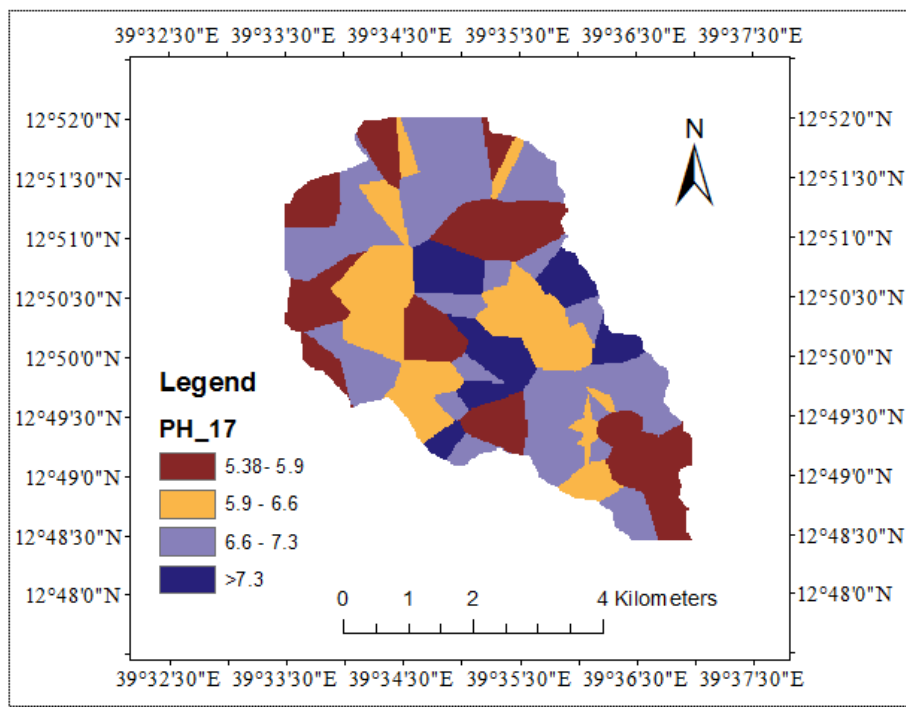 39°32'30"E 39°33'30"E 39°34'30"E 39°35'30"E 39°36'30"E 39°37'30"E
N
12°52'0"N 12°52'0"N
12°51'30"N 12°51'30"N
12°51'0"N 12°51'0"N
12°50'30"N 12°50'30"N
12°50'0"N 12°50'0"N
Legend
12°49'30"N 12°49'30"N
PH_17
5.38- 5.9
12°49'0"N 12°49'0"N
5.9 - 6.6
12°48'30"N 12°48'30"N
6.6 - 7.3
>7.3
12°48'0"N 12°48'0"N
0 1 2 4 Kilometers
39°32'30"E 39°33'30"E 39°34'30"E 39°35'30"E 39°36'30"E 39°37'30"E